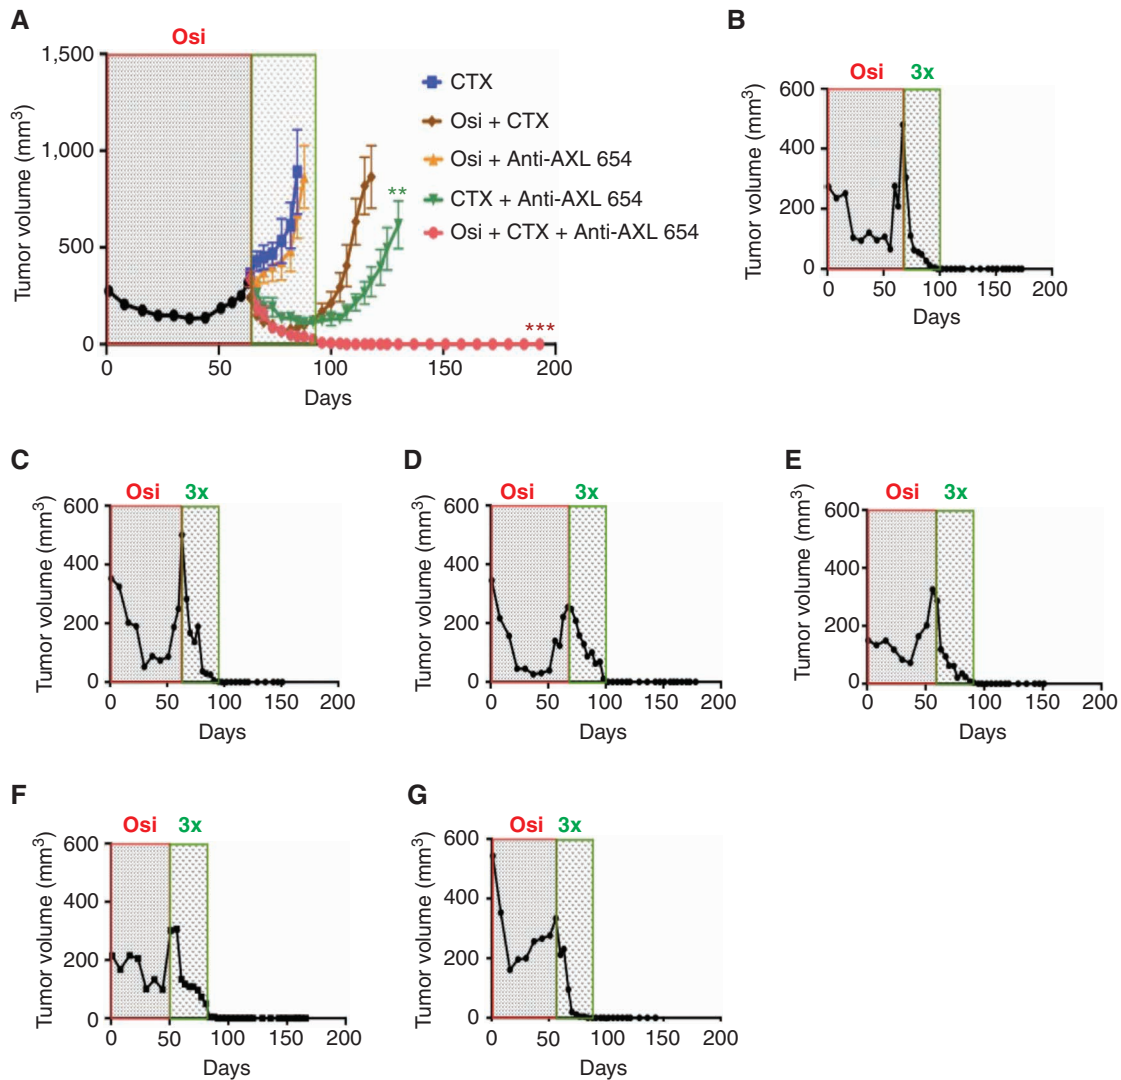 A
Osi
Tumor volume (mm³)
1,500
1,000
500
0
0 50 100 150 200
Days
CTX
Osi + CTX
Osi + Anti-AXL 654
CTX + Anti-AXL 654
Osi + CTX + Anti-AXL 654
**
***
B
Osi 3x
Tumor volume (mm³)
600
400
200
0
0 50 100 150 200
Days
C
Osi 3x
Tumor volume (mm³)
600
400
200
0
0 50 100 150 200
Days
D
Osi 3x
Tumor volume (mm³)
600
400
200
0
0 50 100 150 200
Days
E
Osi 3x
Tumor volume (mm³)
600
400
200
0
0 50 100 150 200
Days
F
Osi 3x
Tumor volume (mm³)
600
400
200
0
0 50 100 150 200
Days
G
Osi 3x
Tumor volume (mm³)
600
400
200
0
0 50 100 150 200
Days